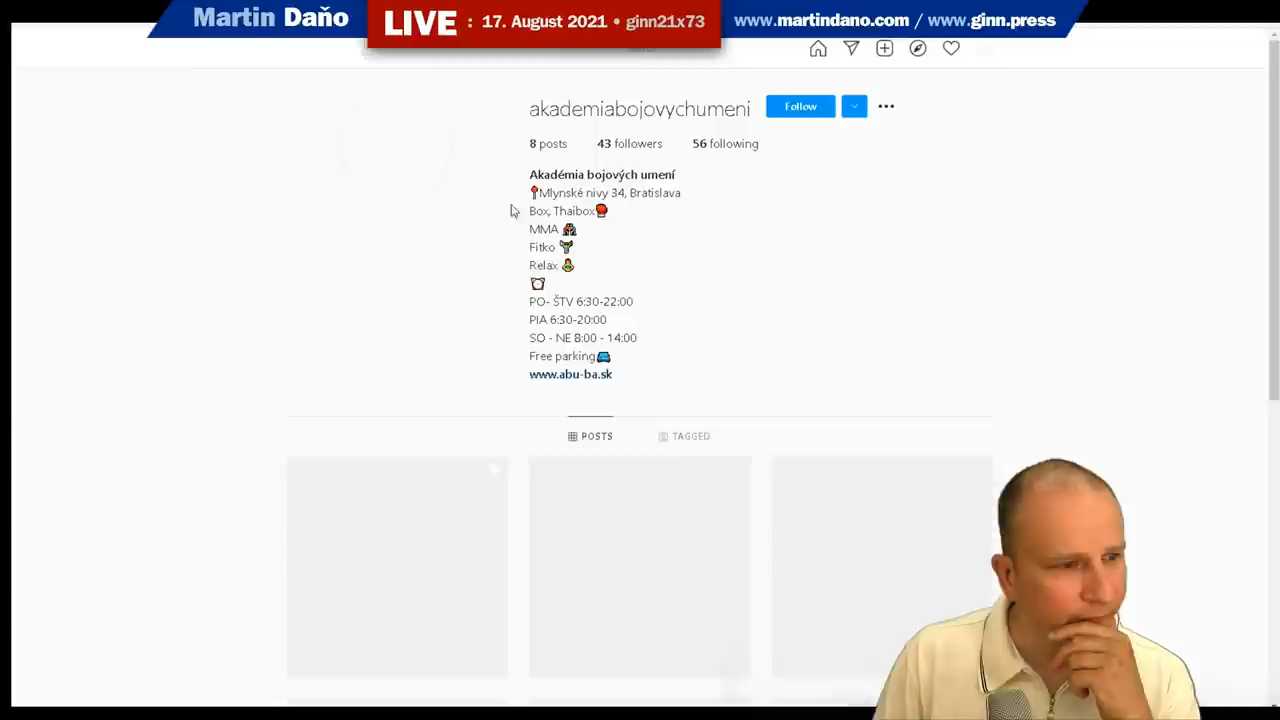 Martin Daňo
LIVE : 17. August 2021 • ginn21x73
www.martindano.com / www.ginn.press
akademiabojovychumeni
Follow
8 posts 43 followers 56 following
Akadémia bojových umení
Mlynské nivy 34, Bratislava
Box, Thaibox
MMA
Fitko
Relax
PO- ŠTV 6:30-22:00
PIA 6:30-20:00
SO - NE 8:00 - 14:00
Free parking
www.abu-ba.sk
POSTS TAGGED